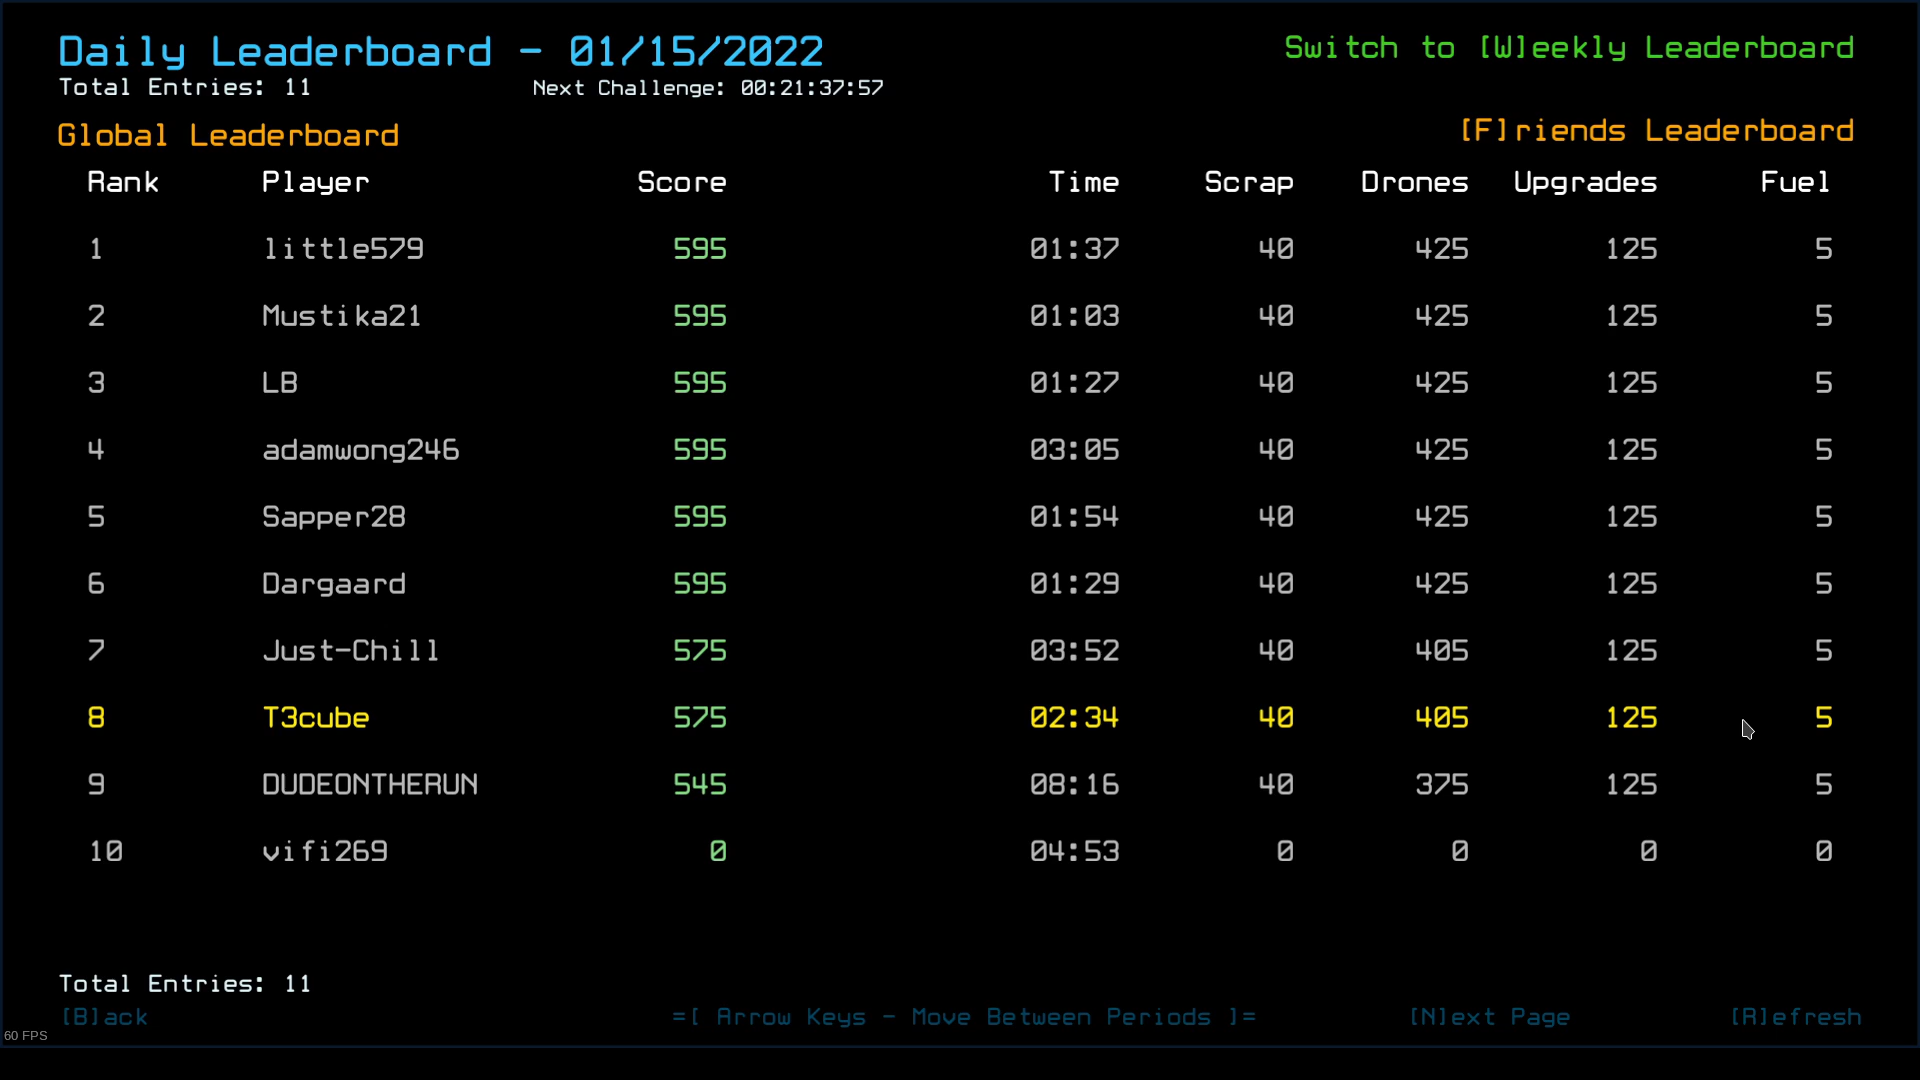 Daily Leaderboard - 01/15/2022 Switch to [W]eekly Leaderboard
Total Entries: 11 Next Challenge: 00:21:37:57
Global Leaderboard [F]riends Leaderboard
Rank Player Score Time Scrap Drones Upgrades Fuel
1 little579 595 01:37 40 425 125 5
2 Mustika21 595 01:03 40 425 125 5
3 LB 595 01:27 40 425 125 5
4 adamwong246 595 03:05 40 425 125 5
5 Sapper28 595 01:54 40 425 125 5
6 Dargaard 595 01:29 40 425 125 5
7 Just-Chill 575 03:52 40 405 125 5
8 T3cube 575 02:34 40 405 125 5
9 DUDEONTHERUN 545 08:16 40 375 125 5
10 vifi269 0 04:53 0 0 0 0
Total Entries: 11
[B]ack =[ Arrow Keys - Move Between Periods ]= [N]ext Page [R]efresh
60 FPS